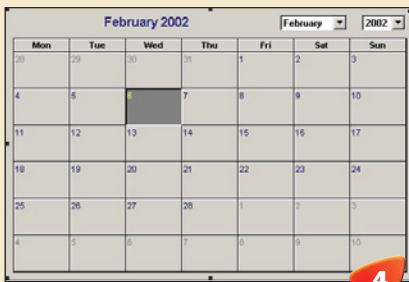 February 2002 February 2002
Mon Tue Wed Thu Fri Sat Sun
28 29 30 31 1 2 3
4 5 6 7 8 9 10
11 12 13 14 15 16 17
18 19 20 21 22 23 24
25 26 27 28 1 2 3
4 5 6 7 8 9 10
4